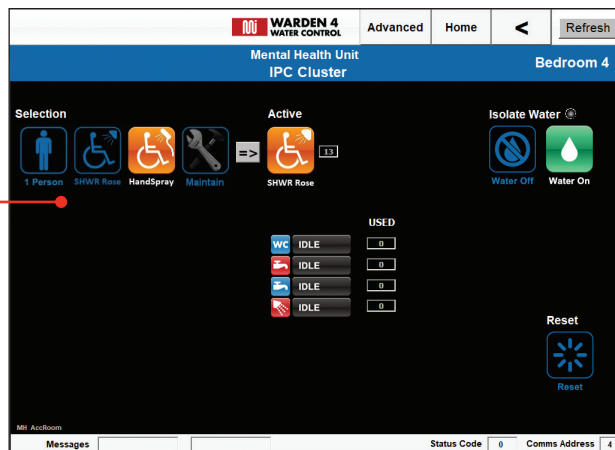 WARDEN 4
WATER CONTROL
Advanced Home < Refresh
Mental Health Unit
IPC Cluster
Bedroom 4
Selection Active Isolate Water
=> 13
1 Person SHWR Rose HandSpray Maintain SHWR Rose Water Off Water On
USED
WC IDLE 0
IDLE 0
IDLE 0
IDLE 0
Reset
Reset
MH AccRoom
Messages Status Code 0 Comms Address 4